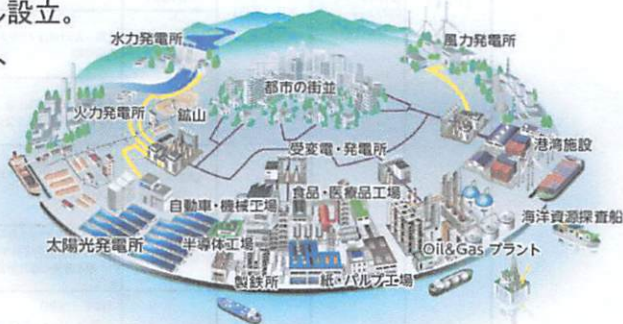 設立。
水力発電所
風力発電所
都市の街並
火力発電所
鉱山
受変電・発電所
港湾施設
自動車・機械工場
食品・医療品工場
海洋資源探査船
太陽光発電所
半導体工場
Oil&Gas プラント
製鉄所
紙・パルプ工場